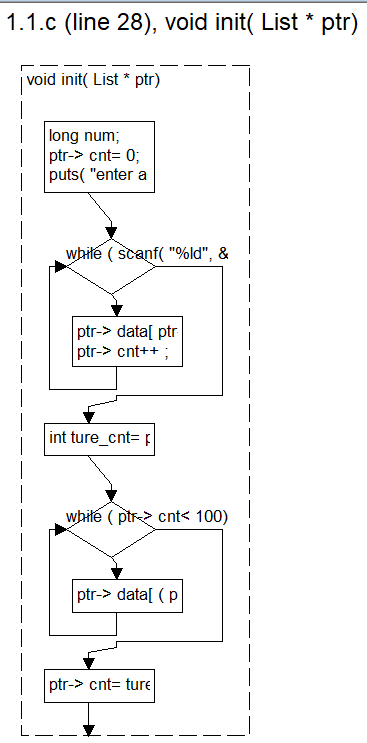 1.1.c (line 28), void init( List * ptr)
void init( List * ptr)
long num;
ptr-> cnt= 0;
puts( "enter a
while ( scanf( "%ld", &
ptr-> data[ ptr
ptr-> cnt++ ;
int ture_cnt= p
while ( ptr-> cnt< 100)
ptr-> data[ ( p
ptr-> cnt= ture